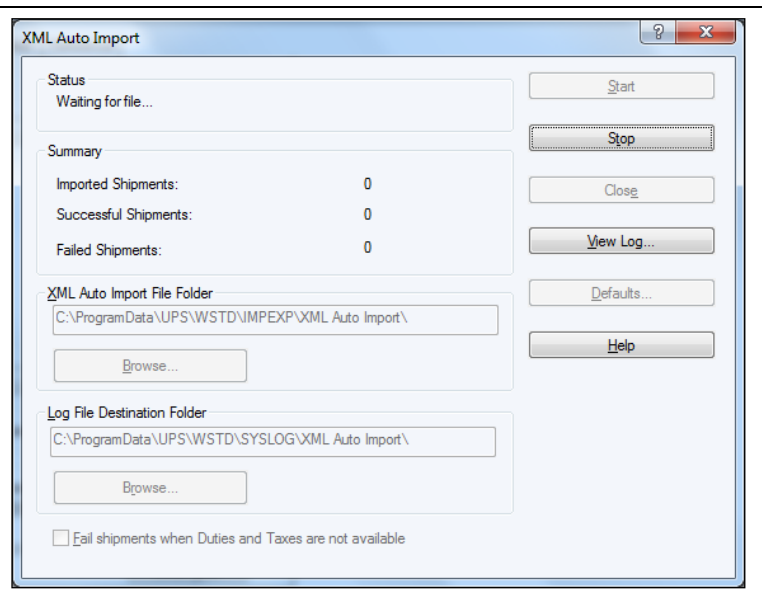 XML Auto Import
Status
Waiting for file...
Summary
Imported Shipments: 0
Successful Shipments: 0
Failed Shipments: 0
XML Auto Import File Folder
C:\ProgramData\UPS\WSTD\IMPEXP\XML Auto Import\
Browse...
Log File Destination Folder
C:\ProgramData\UPS\WSTD\SYSLOG\XML Auto Import\
Browse...
Fail shipments when Duties and Taxes are not available
Start
Stop
Close
View Log...
Defaults...
Help